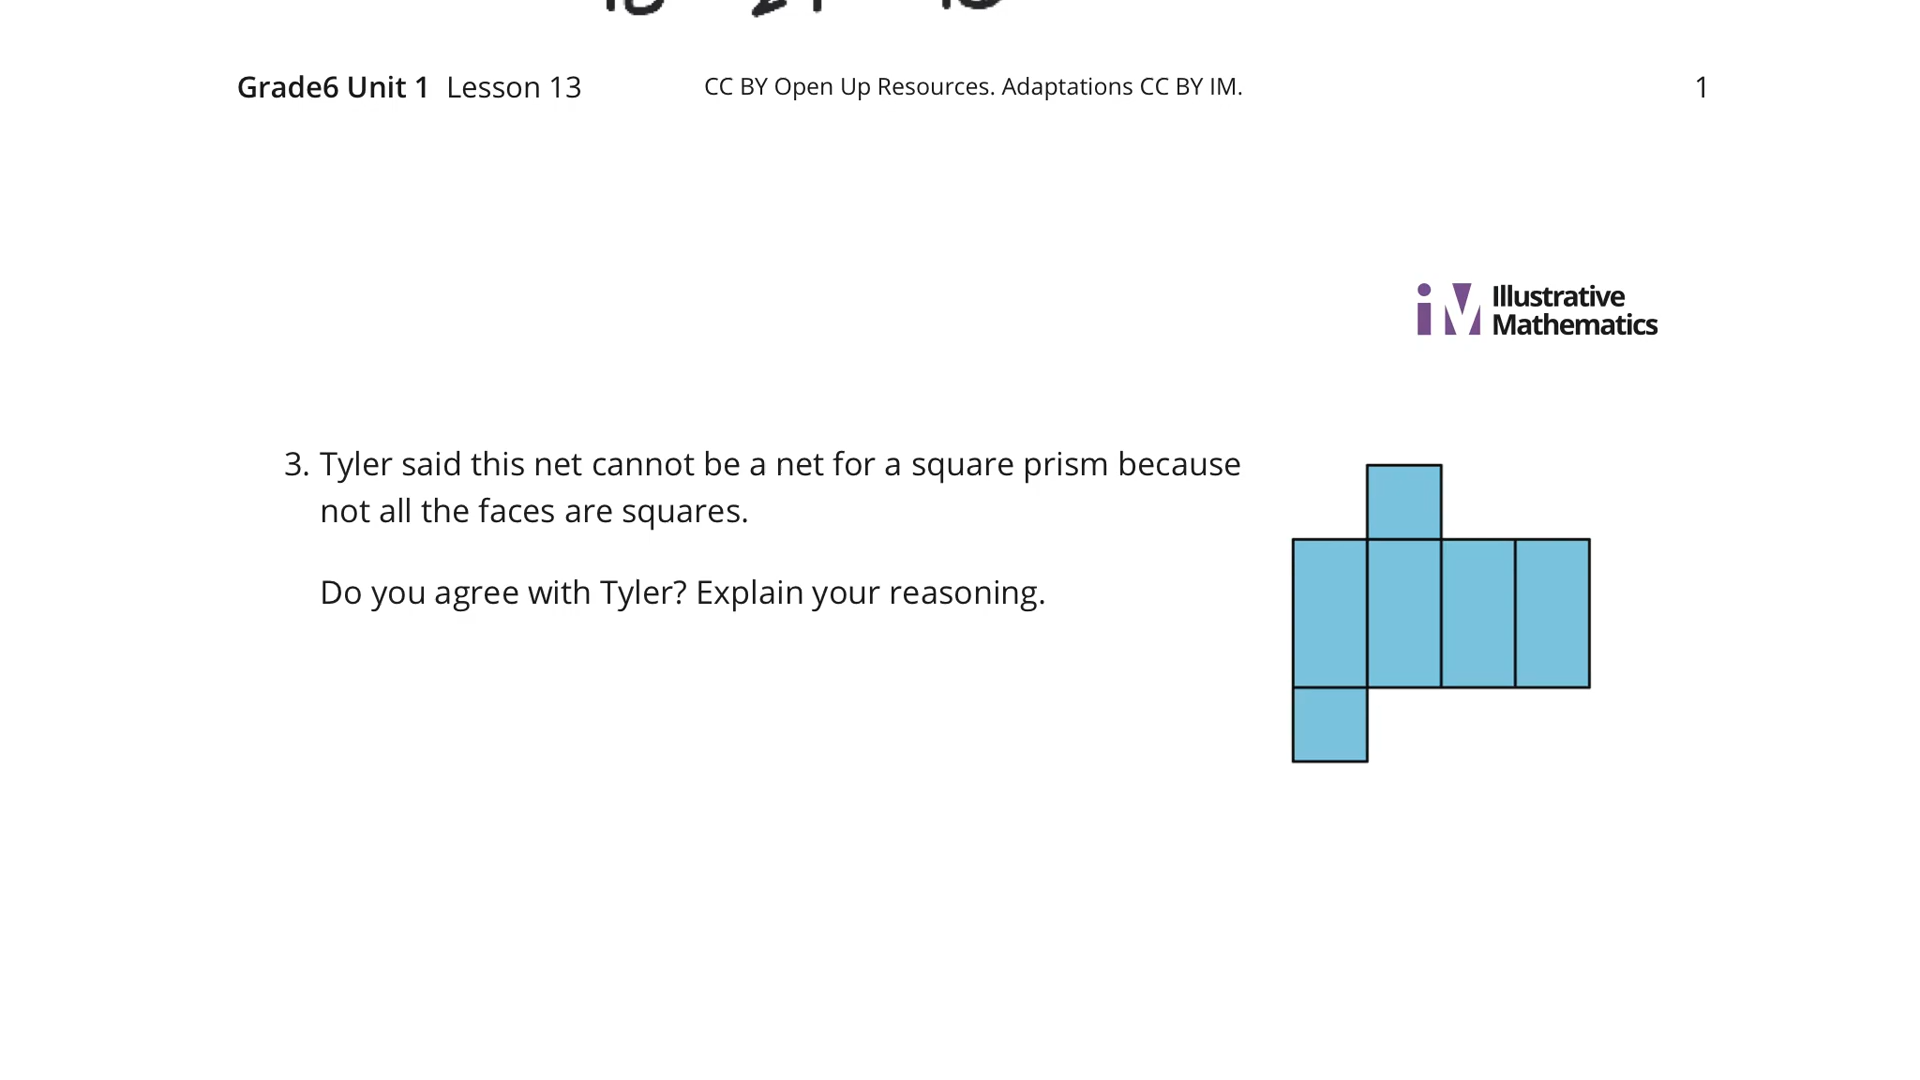 Grade6 Unit 1 Lesson 13 CC BY Open Up Resources. Adaptations CC BY IM. 1
Illustrative
Mathematics
3. Tyler said this net cannot be a net for a square prism because
not all the faces are squares.
Do you agree with Tyler? Explain your reasoning.